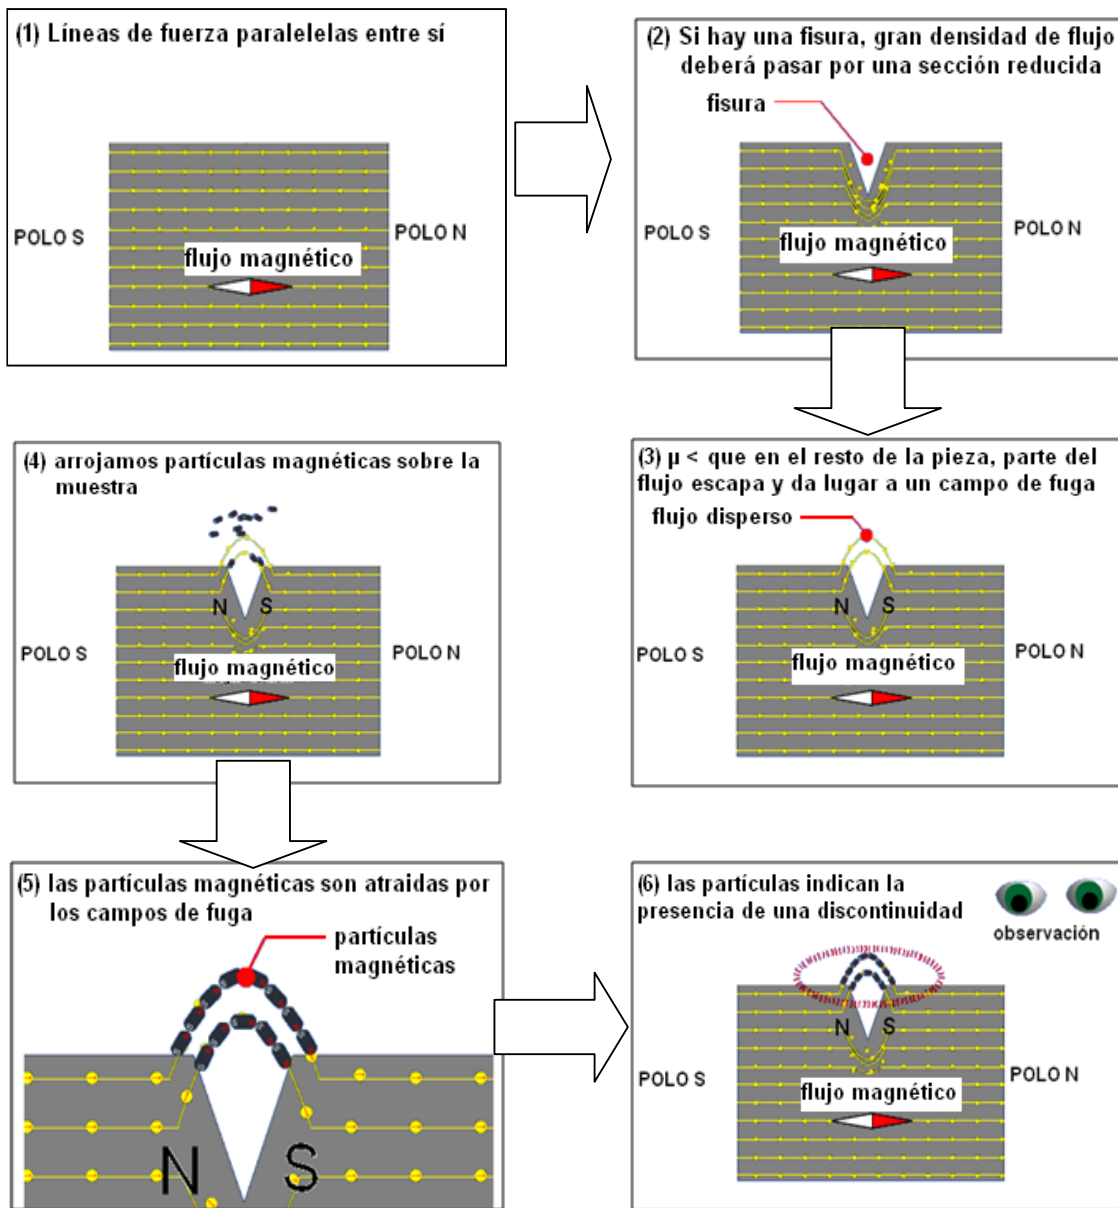 (1) Líneas de fuerza paralelelas entre sí
POLO S
flujo magnético
POLO N
(2) Si hay una fisura, gran densidad de flujo
deberá pasar por una sección reducida
fisura
POLO S
flujo magnético
POLO N
(3) μ < que en el resto de la pieza, parte del
flujo escapa y da lugar a un campo de fuga
flujo disperso
N S
POLO S
flujo magnético
POLO N
(4) arrojamos partículas magnéticas sobre la
muestra
N S
POLO S
flujo magnético
POLO N
(5) las partículas magnéticas son atraidas por
los campos de fuga
partículas
magnéticas
N S
(6) las partículas indican la
presencia de una discontinuidad
observación
N S
POLO S
flujo magnético
POLO N